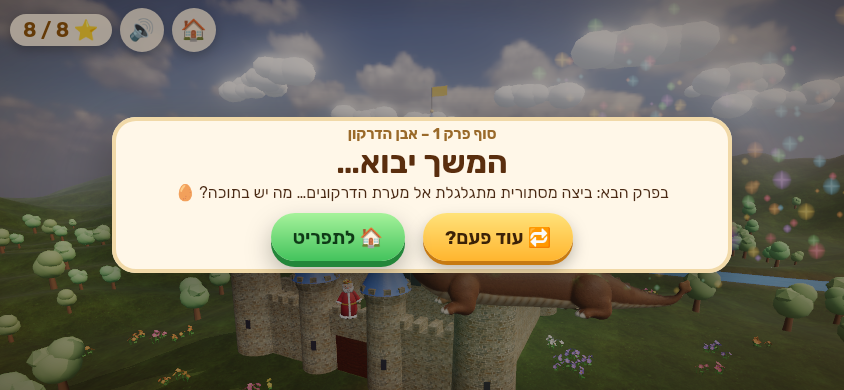 8 / 8 ⭐
סוף פרק 1 – אבן הדרקון
המשך יבוא...
בפרק הבא: ביצה מסתורית מתגלגלת אל מערת הדרקונים... מה יש בתוכה? 🥚
🔁 עוד פעם?
🏠 לתפריט